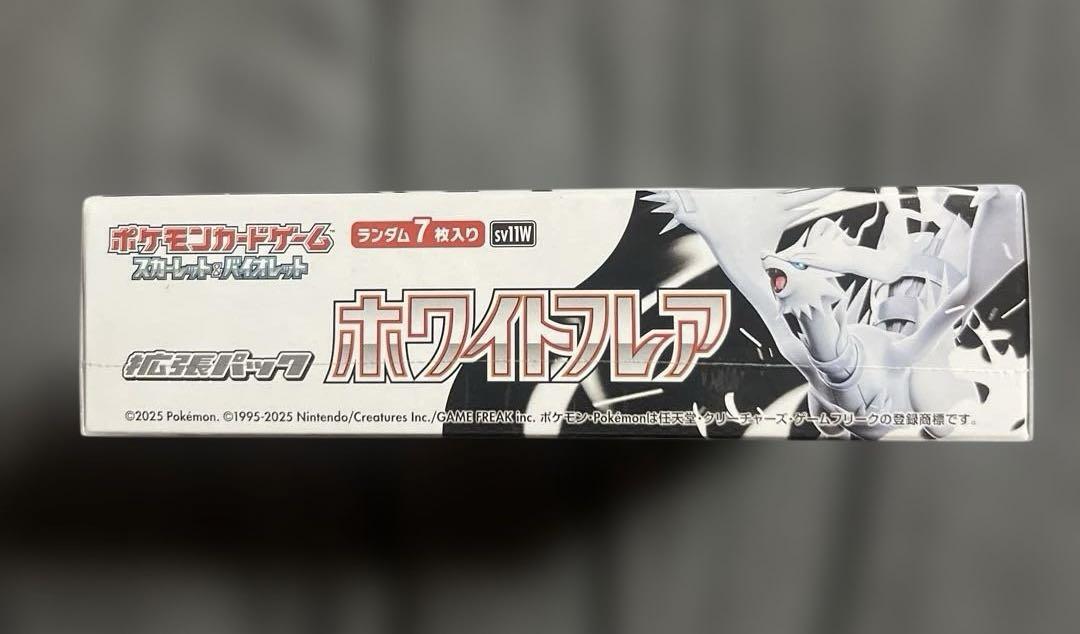 ポケモンカードゲーム
スカーレット&バイオレット
ランダム7枚入り
sv11W
拡張パック
ホワイトフレア
©2025 Pokémon. ©1995-2025 Nintendo/Creatures Inc./GAME FREAK inc. ポケモン・Pokémonは任天堂・クリーチャーズ・ゲームフリークの登録商標です。